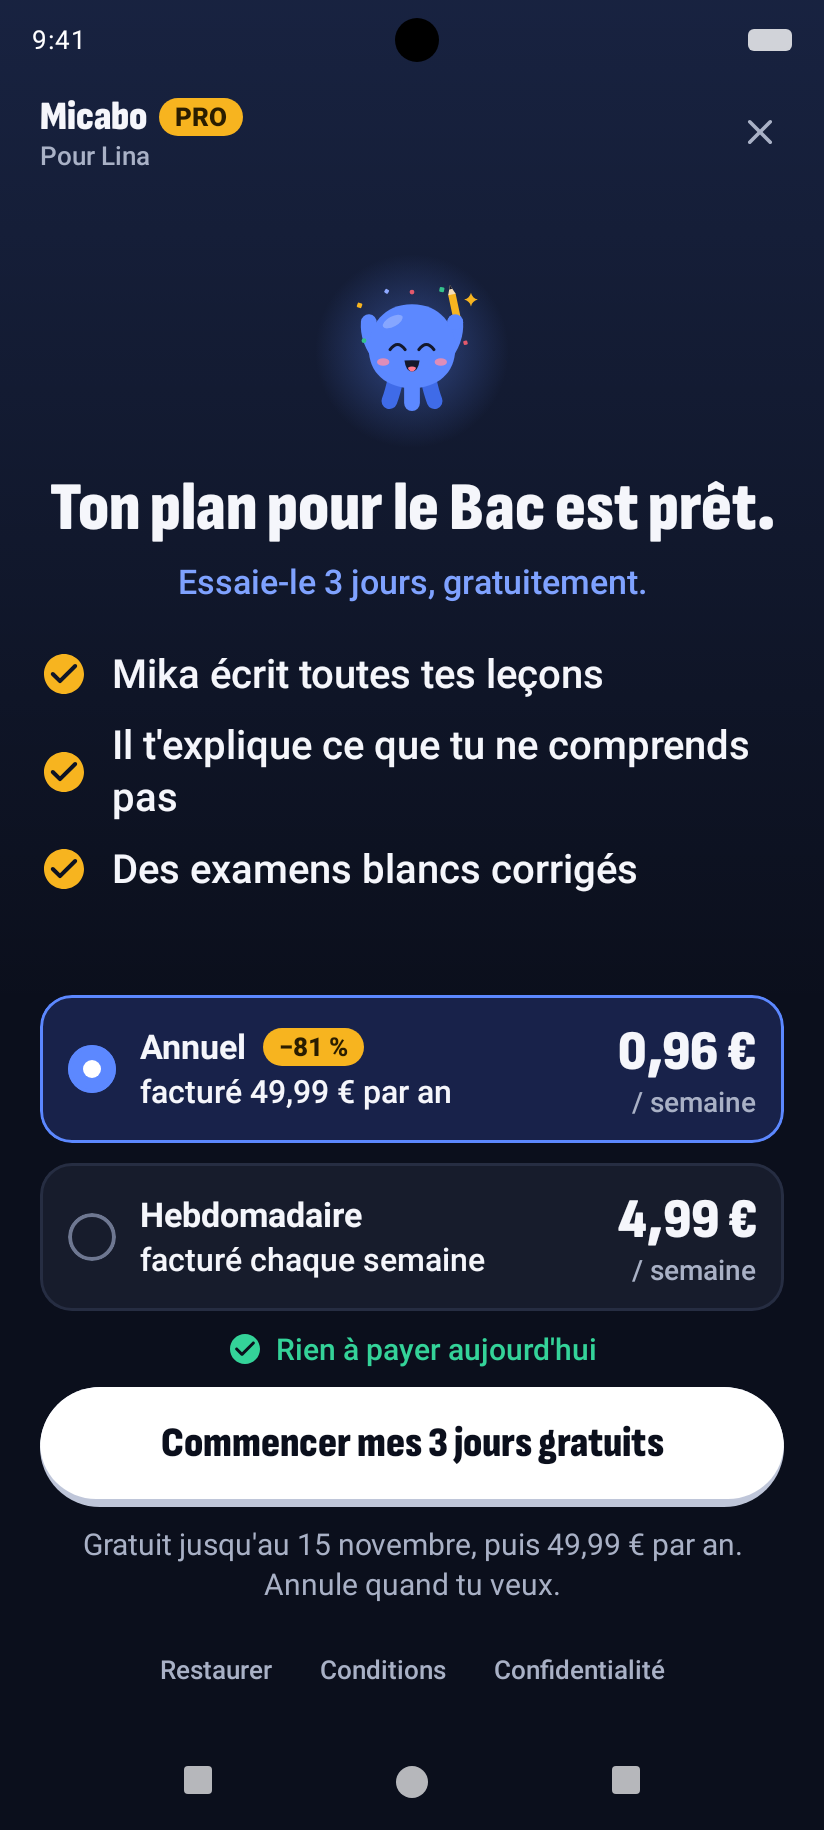 9:41
Micabo PRO
Pour Lina
Ton plan pour le Bac est prêt.
Essaie-le 3 jours, gratuitement.
Mika écrit toutes tes leçons
Il t'explique ce que tu ne comprends
pas
Des examens blancs corrigés
Annuel −81 %
facturé 49,99 € par an
0,96 €
/ semaine
Hebdomadaire
facturé chaque semaine
4,99 €
/ semaine
Rien à payer aujourd'hui
Commencer mes 3 jours gratuits
Gratuit jusqu'au 15 novembre, puis 49,99 € par an.
Annule quand tu veux.
Restaurer Conditions Confidentialité